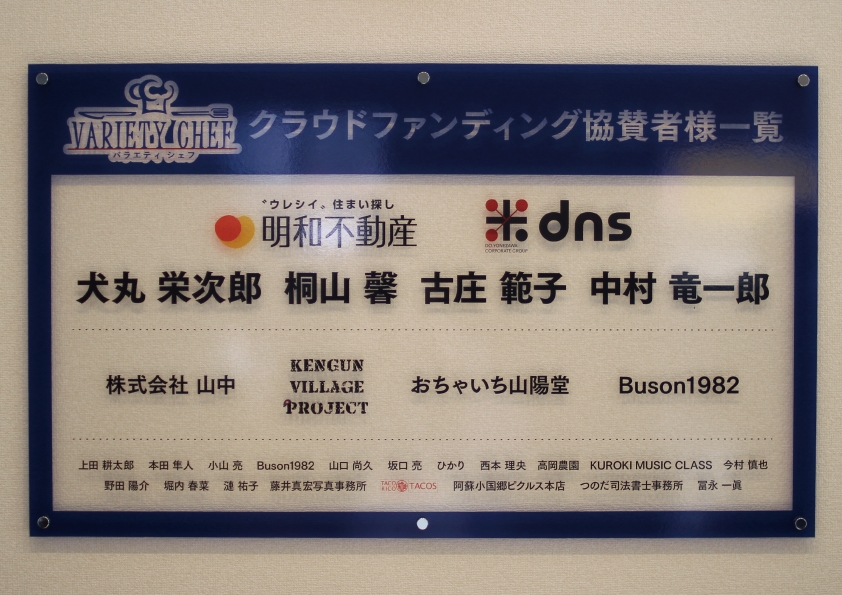 VARIETY CHEF
バラエティ シェフ
クラウドファンディング協賛者様一覧
〝ウレシイ〟住まい探し
明和不動産
dns
CORPORATE GROUP
犬丸 栄次郎 桐山 馨 古庄 範子 中村 竜一郎
株式会社 山中
KENGUN
VILLAGE
PROJECT
おちゃいち山陽堂
Buson1982
上田 耕太郎 本田 隼人 小山 亮 Buson1982 山口 尚久 坂口 亮 ひかり 西本 理央 高岡農園 KUROKI MUSIC CLASS 今村 慎也
野田 陽介 堀内 春菜 漣 祐子 藤井真宏写真事務所 TACO RICO TACOS 阿蘇小国郷ピクルス本店 つのだ司法書士事務所 冨永 一眞